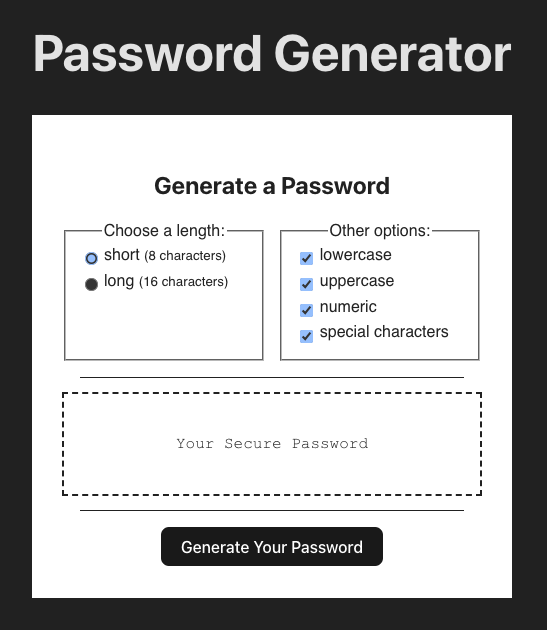 Password Generator
Generate a Password
Choose a length:
short (8 characters)
long (16 characters)
Other options:
lowercase
uppercase
numeric
special characters
Your Secure Password
Generate Your Password